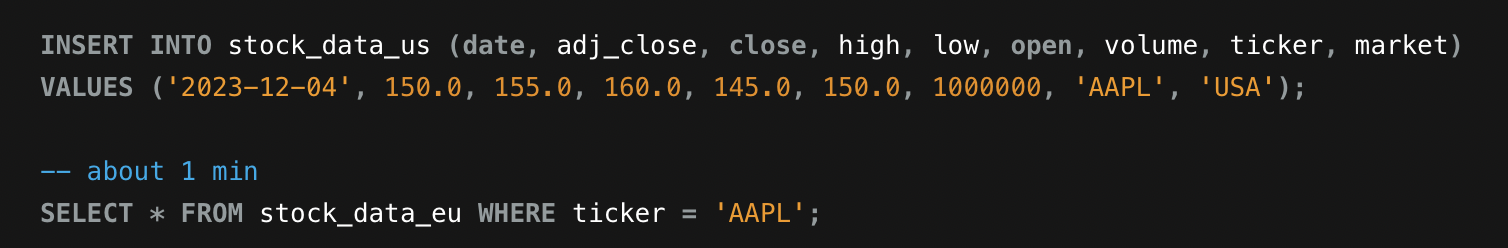 INSERT INTO stock_data_us (date, adj_close, close, high, low, open, volume, ticker, market)
VALUES ('2023-12-04', 150.0, 155.0, 160.0, 145.0, 150.0, 1000000, 'AAPL', 'USA');
-- about 1 min
SELECT * FROM stock_data_eu WHERE ticker = 'AAPL';